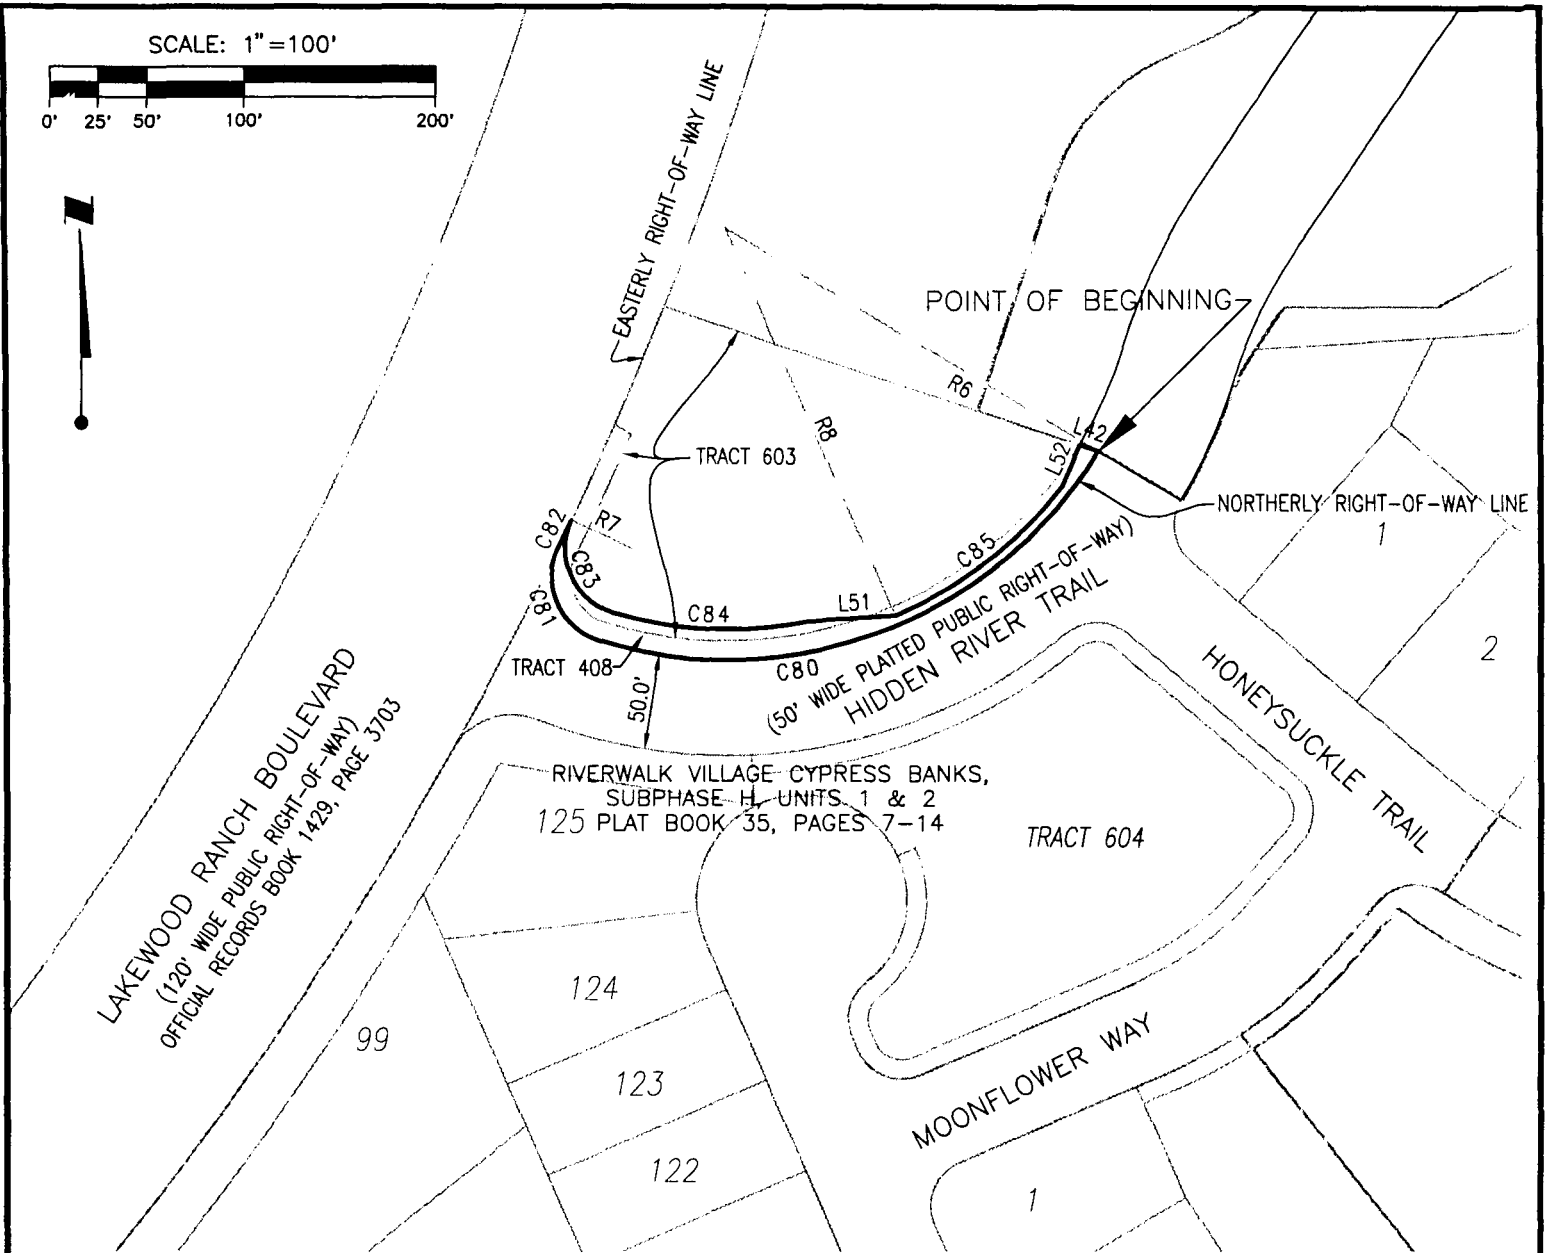 SCALE: 1"=100'
0' 25' 50' 100' 200'
EASTERLY RIGHT-OF-WAY LINE
POINT OF BEGINNING
R6
L42
R8
L52
TRACT 603
NORTHERLY RIGHT-OF-WAY LINE
1
C82
R7
C85
C83
C81
L51
C84
TRACT 408
C80
50.0'
(50' WIDE PLATTED PUBLIC RIGHT-OF-WAY)
HIDDEN RIVER TRAIL
2
HONEYSUCKLE TRAIL
LAKEWOOD RANCH BOULEVARD
(120' WIDE PUBLIC RIGHT-OF-WAY)
OFFICIAL RECORDS BOOK 1429, PAGE 3703
RIVERWALK VILLAGE CYPRESS BANKS,
SUBPHASE H, UNITS 1 & 2
PLAT BOOK 35, PAGES 7-14
125
TRACT 604
124
99
123
MOONFLOWER WAY
122
1